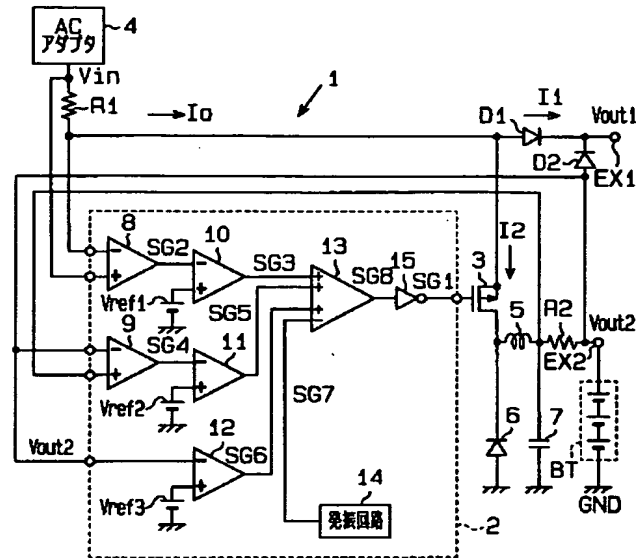 AC
アダプタ
4
Vin
R1
Io
1
D1
I1
Vout1
D2
EX1
8
SG2
10
SG3
13
SG8
15
SG1
I2
3
Vref1
SG5
5
R2
Vout2
EX2
9
SG4
11
SG7
Vref2
6
7
BT
Vout2
12
SG6
14
発振回路
Vref3
2
GND